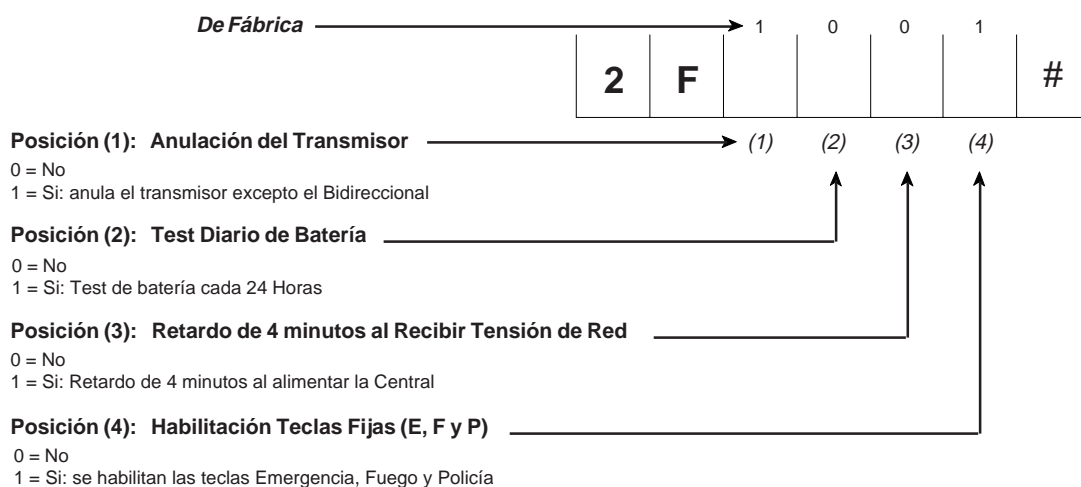 De Fábrica 1 0 0 1
2 F #
Posición (1): Anulación del Transmisor (1) (2) (3) (4)
0 = No
1 = Si: anula el transmisor excepto el Bidireccional
Posición (2): Test Diario de Batería
0 = No
1 = Si: Test de batería cada 24 Horas
Posición (3): Retardo de 4 minutos al Recibir Tensión de Red
0 = No
1 = Si: Retardo de 4 minutos al alimentar la Central
Posición (4): Habilitación Teclas Fijas (E, F y P)
0 = No
1 = Si: se habilitan las teclas Emergencia, Fuego y Policía